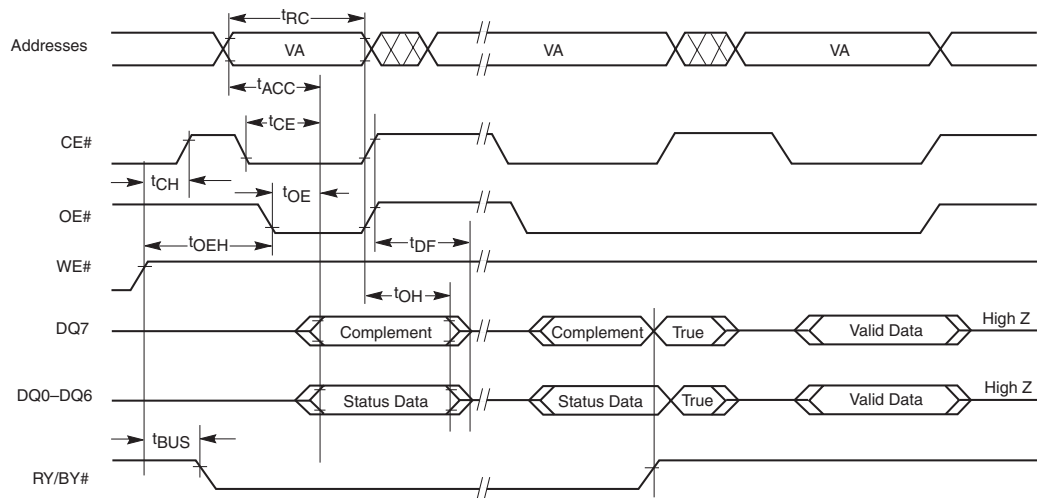 tRC
Addresses VA VA VA
tACC
tCE
CE#
tCH tOE
OE#
tOEH tDF
WE#
tOH
DQ7 Complement Complement True Valid Data High Z
DQ0–DQ6 Status Data Status Data True Valid Data High Z
tBUS
RY/BY#